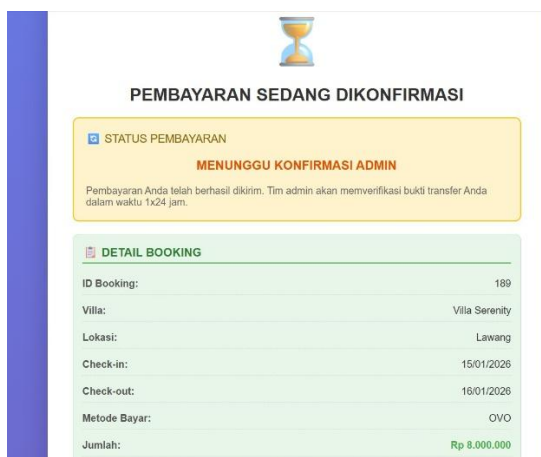 PEMBAYARAN SEDANG DIKONFIRMASI
STATUS PEMBAYARAN
MENUNGGU KONFIRMASI ADMIN
Pembayaran Anda telah berhasil dikirim. Tim admin akan memverifikasi bukti transfer Anda
dalam waktu 1x24 jam.
DETAIL BOOKING
ID Booking: 189
Villa: Villa Serenity
Lokasi: Lawang
Check-in: 15/01/2026
Check-out: 16/01/2026
Metode Bayar: OVO
Jumlah: Rp 8.000.000